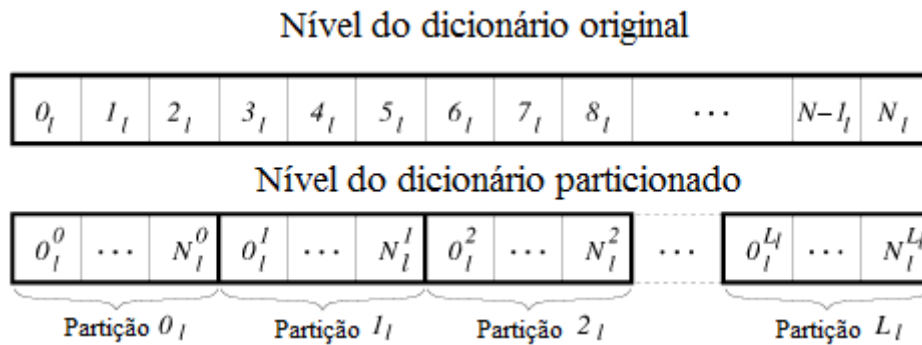 Nível do dicionário original
0_l 1_l 2_l 3_l 4_l 5_l 6_l 7_l 8_l ... N-1_l N_l
Nível do dicionário particionado
0_l^0 ... N_l^0 0_l^1 ... N_l^1 0_l^2 ... N_l^2 ... 0_l^{L_l} ... N_l^{L_l}
Partição 0_l Partição 1_l Partição 2_l Partição L_l